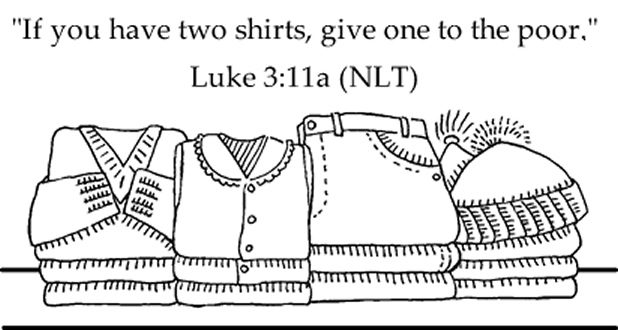 "If you have two shirts, give one to the poor."
Luke 3:11a (NLT)